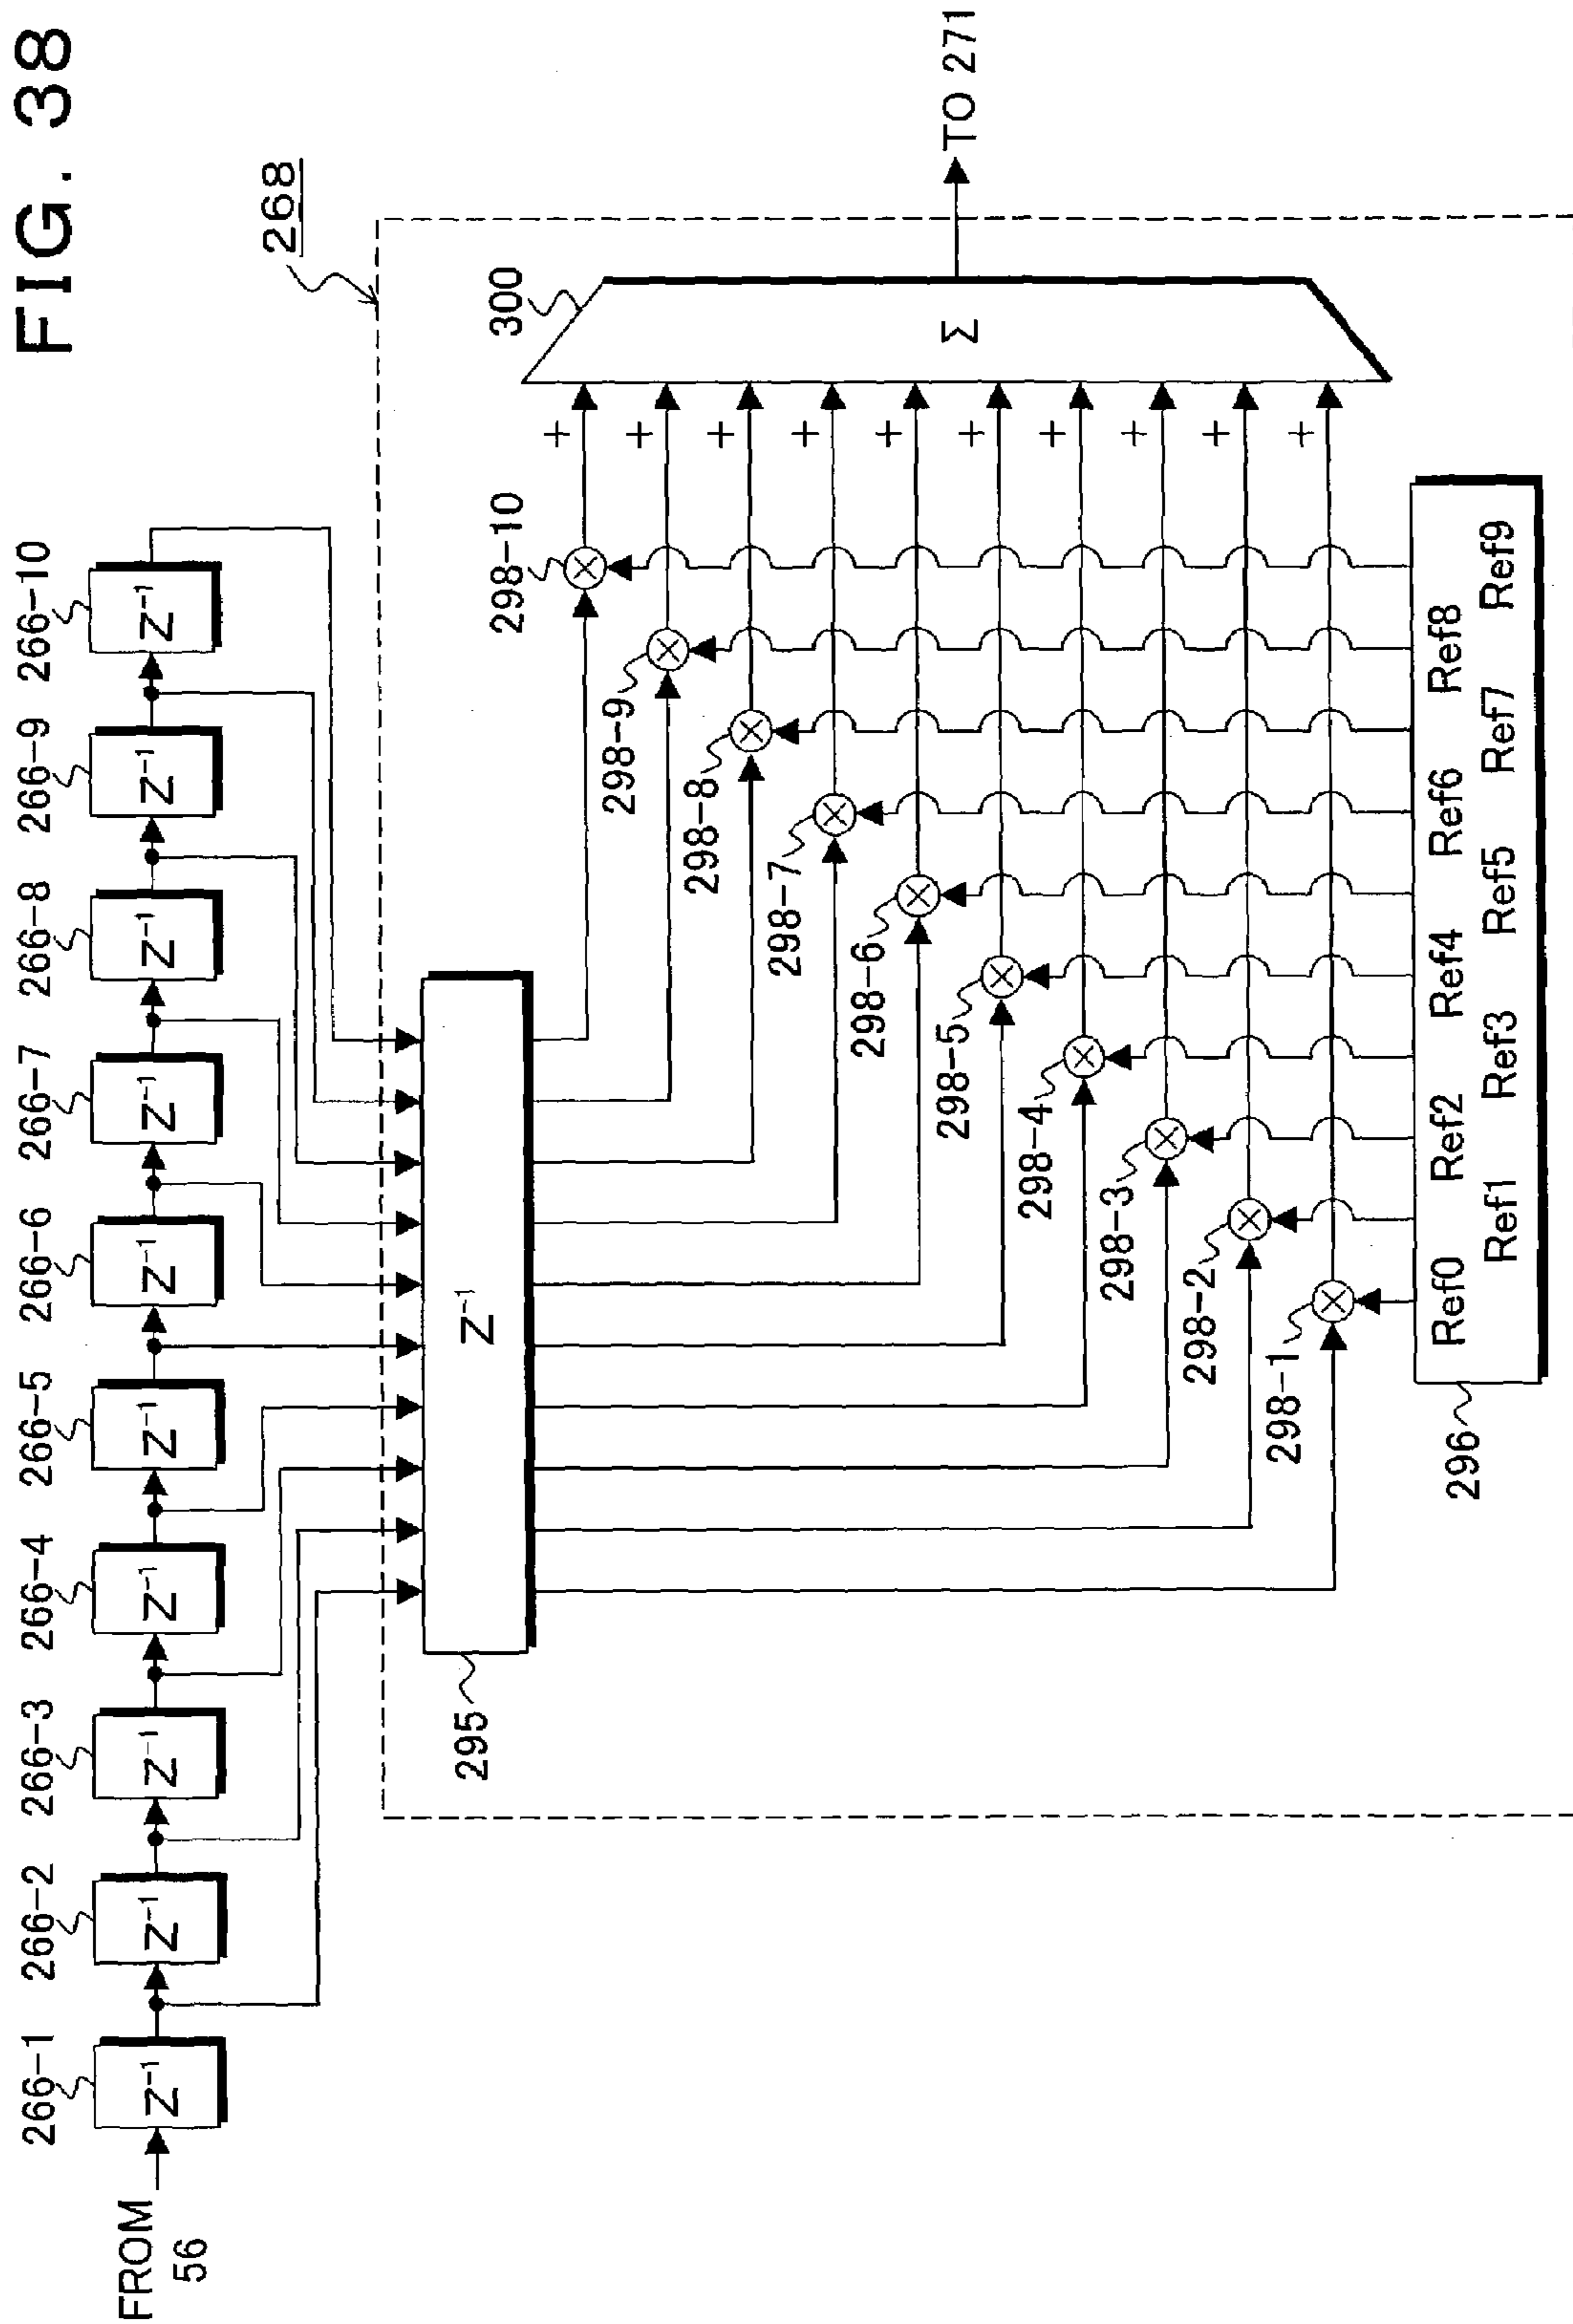 FIG. 38
FROM 56
266-1
266-2
266-3
266-4
266-5
266-6
266-7
266-8
266-9
266-10
Z⁻¹
Z⁻¹
Z⁻¹
Z⁻¹
Z⁻¹
Z⁻¹
Z⁻¹
Z⁻¹
Z⁻¹
Z⁻¹
268
295
Z⁻¹
300
Σ
TO 271
+
+
+
+
+
+
+
+
+
+
298-10
298-9
298-8
298-7
298-6
298-5
298-4
298-3
298-2
298-1
296
Ref0
Ref1
Ref2
Ref3
Ref4
Ref5
Ref6
Ref7
Ref8
Ref9